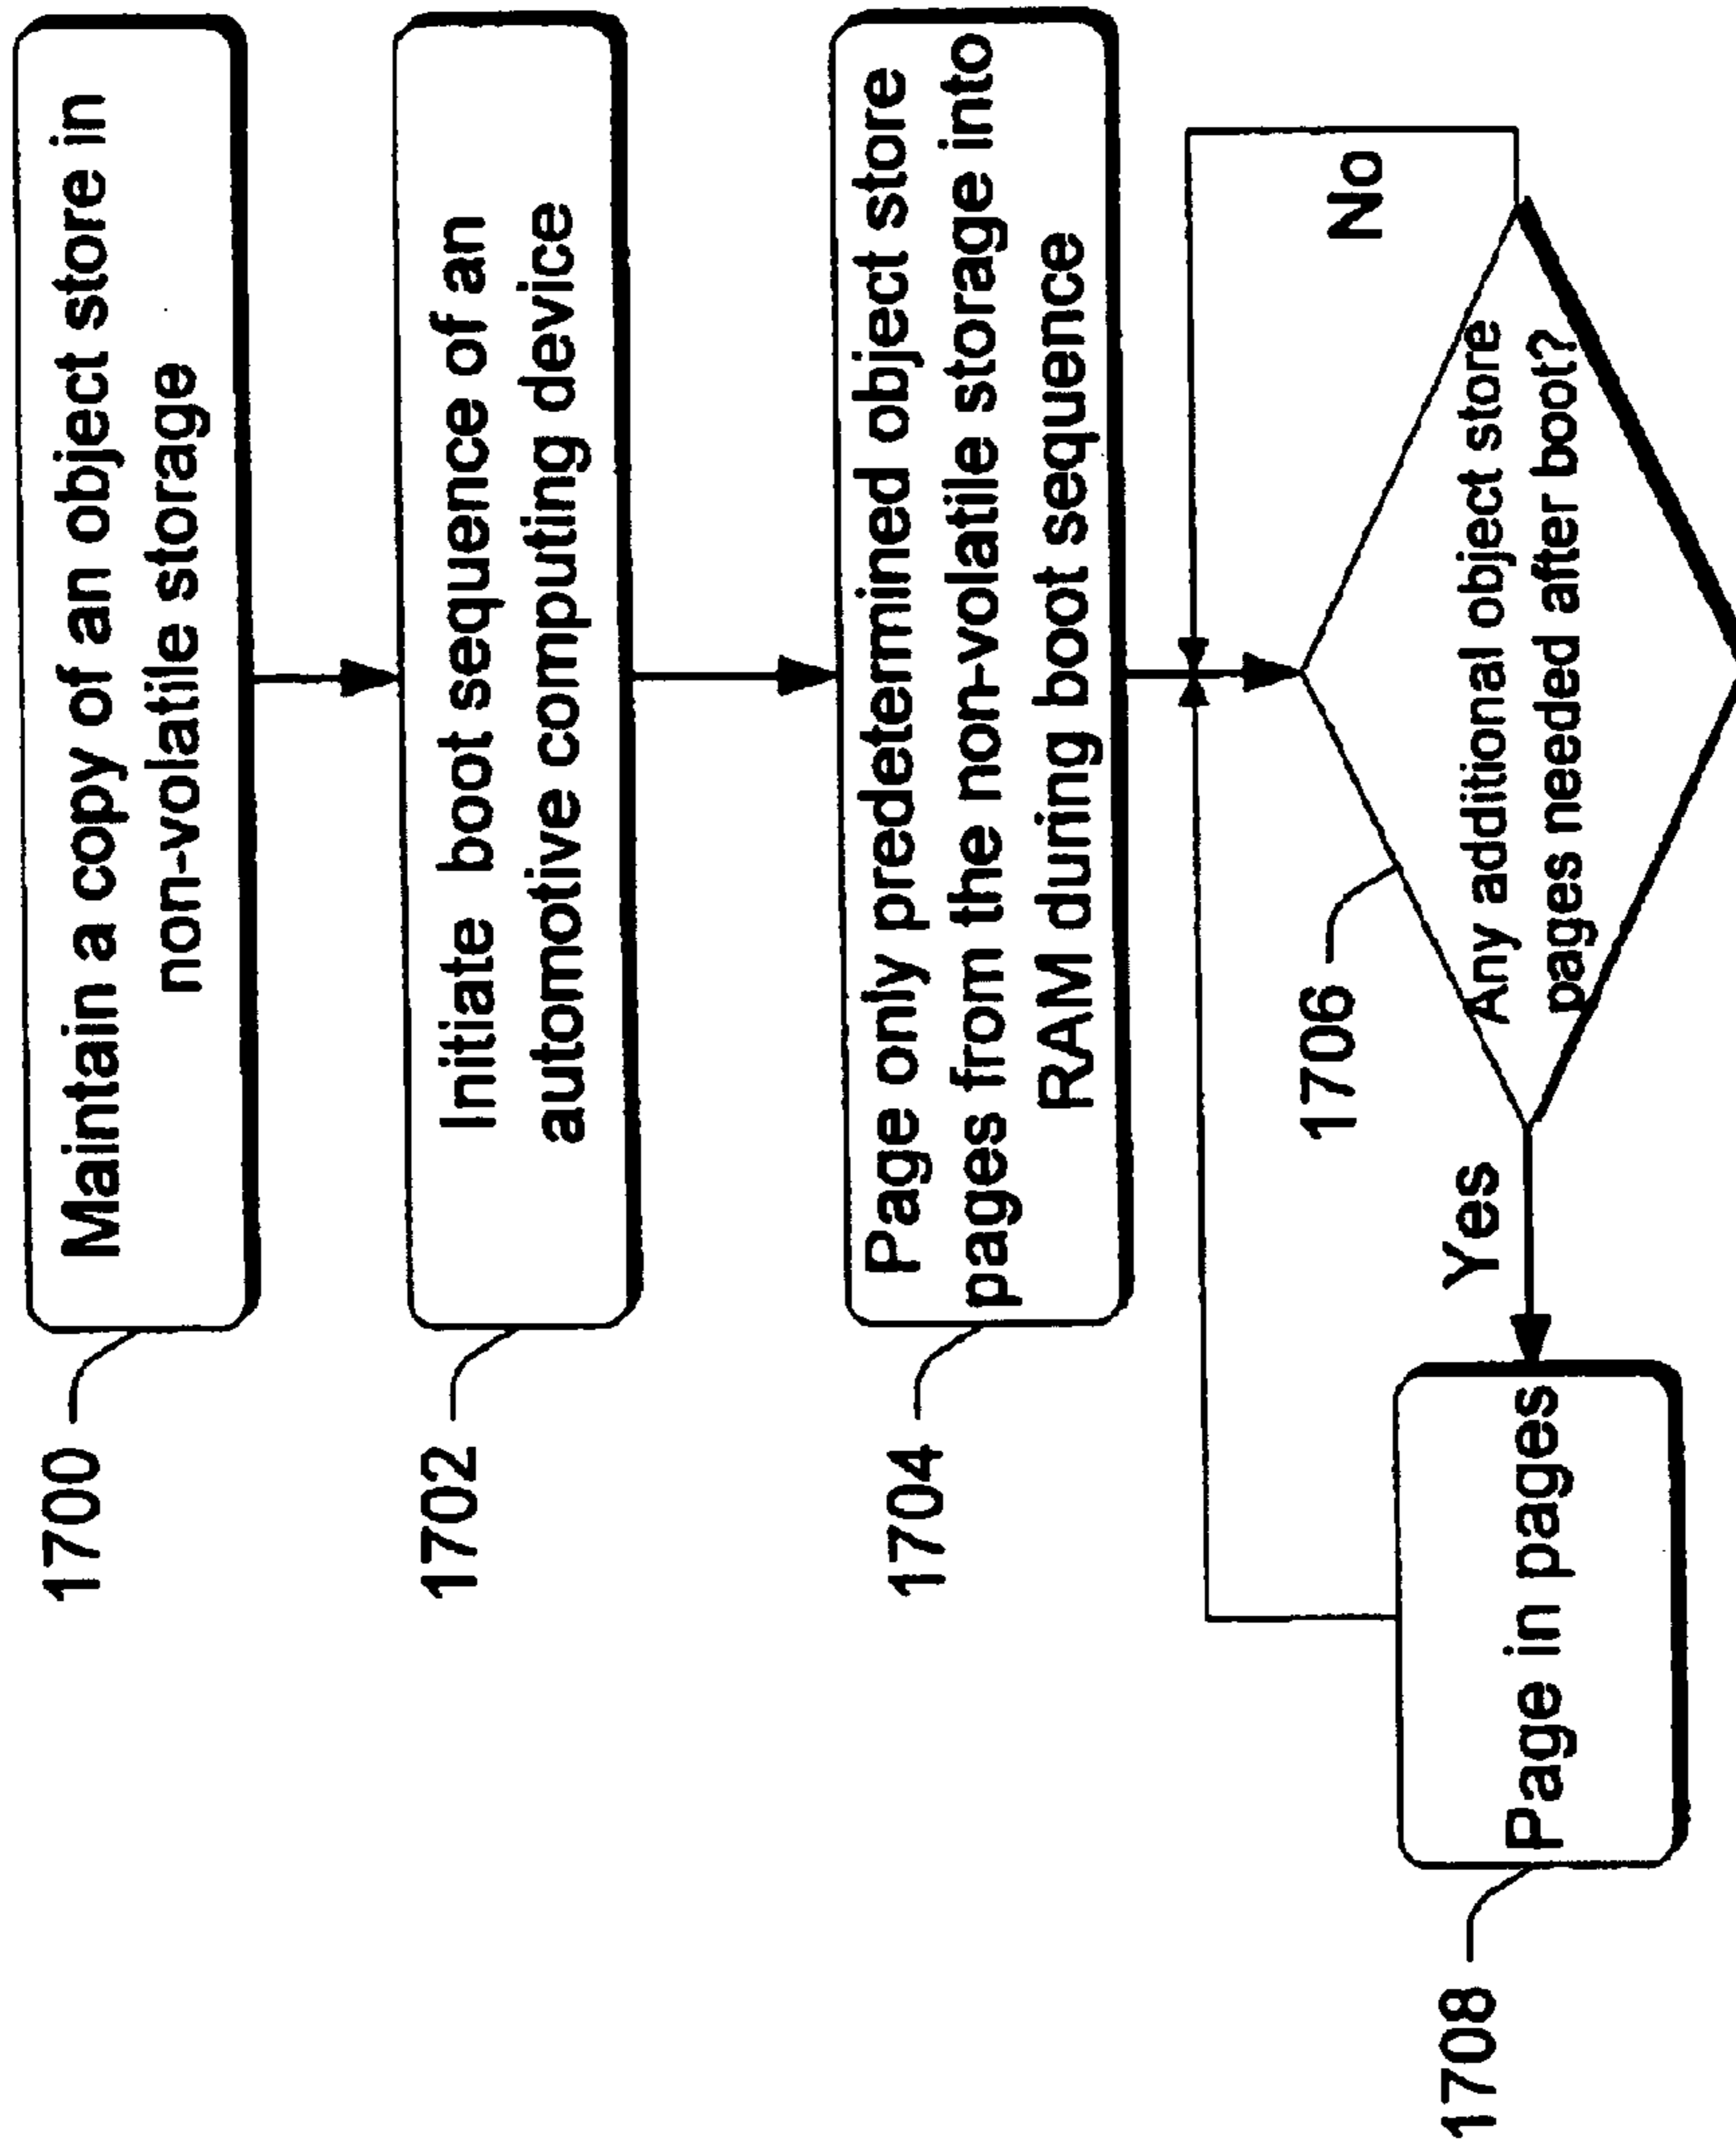 1700
Maintain a copy of an object store in
non-volatile storage
1702
Initiate boot sequence of an
automotive computing device
1704
Page only predetermined object store
pages from the non-volatile storage into
RAM during boot sequence
1706
Any additional object store
pages needed after boot?
No
Yes
1708
Page in pages